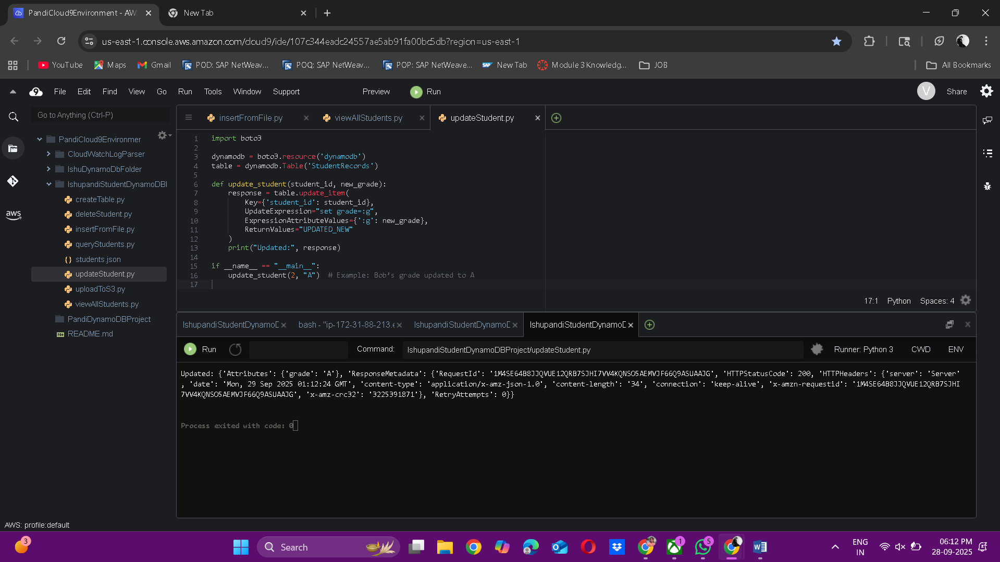 PandiCloud9Environment - AW
New Tab
us-east-1.console.aws.amazon.com/cloud9/ide/107c344eadc24557ae5ab91fa00bc5db?region=us-east-1
YouTube Maps Gmail POD: SAP NetWeav... POQ: SAP NetWeav... POP: SAP NetWeave... SAP New Tab Module 3 Knowledg... JOB All Bookmarks
9 File Edit Find View Go Run Tools Window Support Preview Run V Share
Go to Anything (Ctrl-P)
PandiCloud9Environmer
CloudWatchLogParser
IshuDynamoDbFolder
IshupandiStudentDynamoDBI
createTable.py
deleteStudent.py
insertFromFile.py
queryStudents.py
{} students.json
updateStudent.py
uploadToS3.py
viewAllStudents.py
PandiDynamoDBProject
README.md
aws
insertFromFile.py viewAllStudents.py updateStudent.py
1 import boto3
2
3 dynamodb = boto3.resource('dynamodb')
4 table = dynamodb.Table('StudentRecords')
5
6 def update_student(student_id, new_grade):
7 response = table.update_item(
8 Key={'student_id': student_id},
9 UpdateExpression="set grade=:g",
10 ExpressionAttributeValues={':g': new_grade},
11 ReturnValues="UPDATED_NEW"
12 )
13 print("Updated:", response)
14
15 if __name__ == "__main__":
16 update_student(2, "A") # Example: Bob’s grade updated to A
17
17:1 Python Spaces: 4
IshupandiStudentDynamoD bash - "ip-172-31-88-213.e IshupandiStudentDynamoD IshupandiStudentDynamoD
Run Command: IshupandiStudentDynamoDBProject/updateStudent.py Runner: Python 3 CWD ENV
Updated: {'Attributes': {'grade': 'A'}, 'ResponseMetadata': {'RequestId': '1M4SE64B8JJQVUE12QRB7SJHI7VV4KQNSO5AEMVJF66Q9ASUAAJG', 'HTTPStatusCode': 200, 'HTTPHeaders': {'server': 'Server'
, 'date': 'Mon, 29 Sep 2025 01:12:24 GMT', 'content-type': 'application/x-amz-json-1.0', 'content-length': '34', 'connection': 'keep-alive', 'x-amzn-requestid': '1M4SE64B8JJQVUE12QRB7SJHI
7VV4KQNSO5AEMVJF66Q9ASUAAJG', 'x-amz-crc32': '3225391871'}, 'RetryAttempts': 0}}
Process exited with code: 0
AWS: profile:default
3
Search
1
5
ENG
IN
06:12 PM
28-09-2025